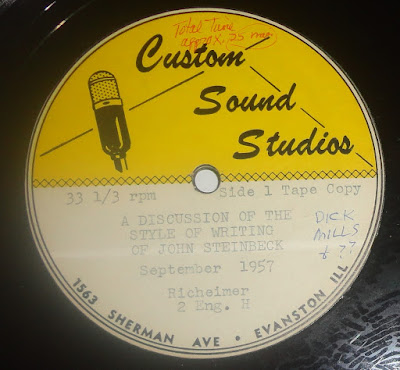 Total Time
approx. 25 min.
Custom
Sound
Studios
33 1/3 rpm Side 1 Tape Copy
A DISCUSSION OF THE
STYLE OF WRITING
OF JOHN STEINBECK
DICK
MILLS
& ??
September 1957
Richeimer
2 Eng. H
1563 SHERMAN AVE • EVANSTON ILL